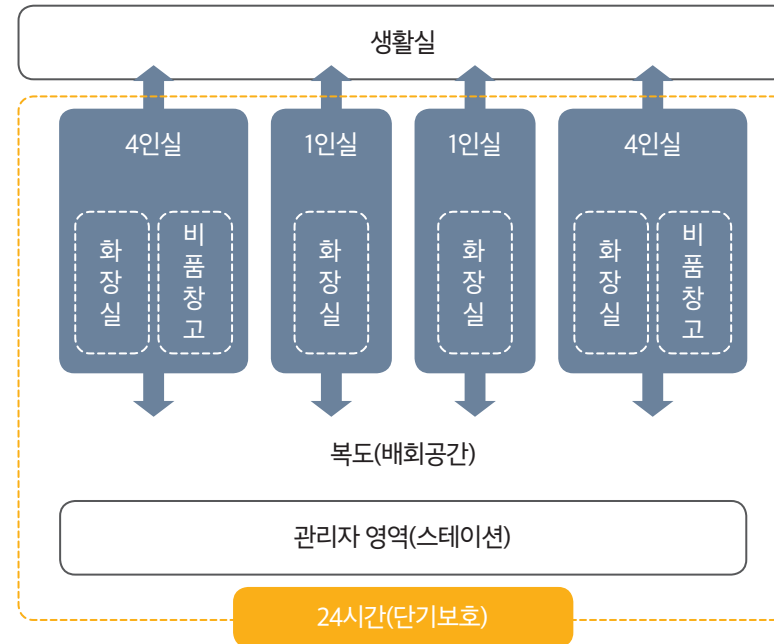 생활실
4인실
1인실
1인실
4인실
화장실
비품창고
화장실
화장실
화장실
비품창고
복도(배회공간)
관리자 영역(스테이션)
24시간(단기보호)